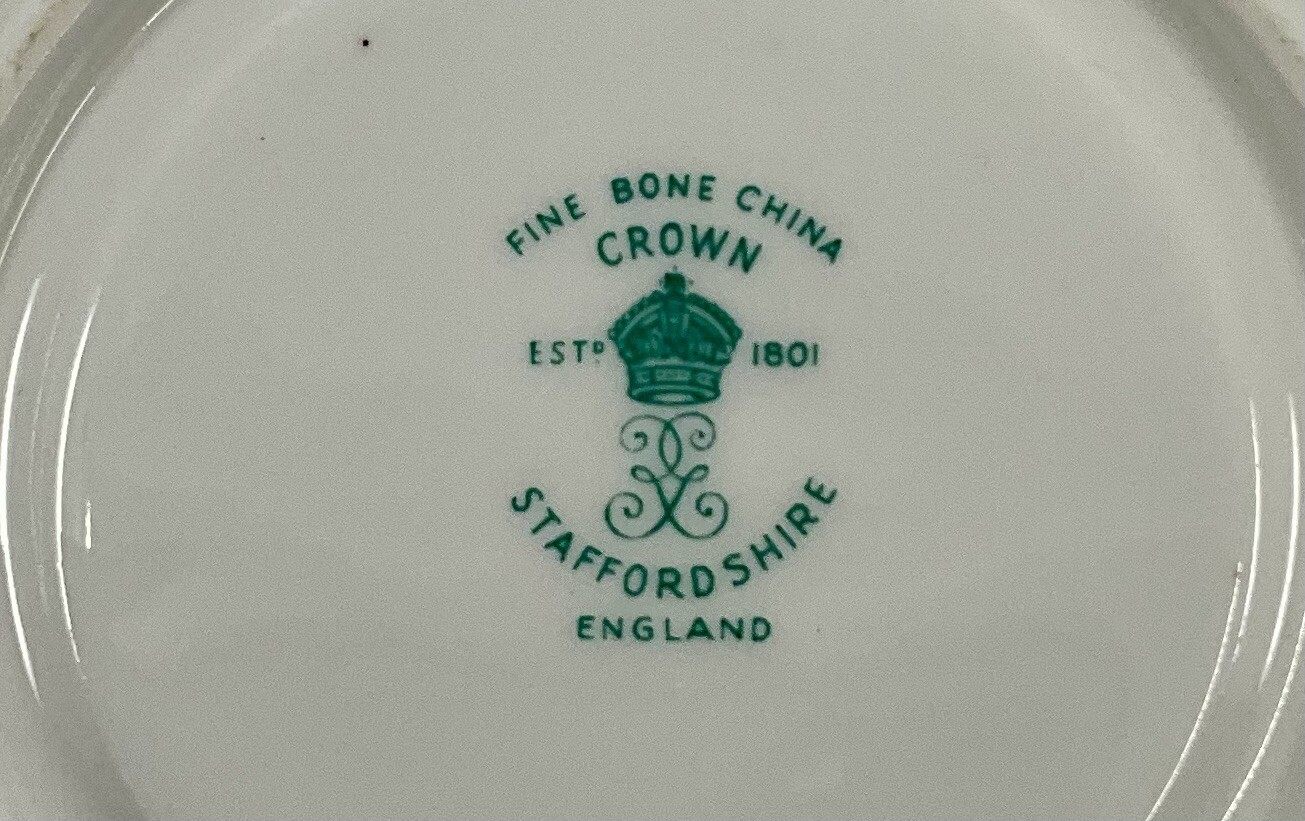 FINE BONE CHINA
CROWN
ESTD 1801
STAFFORDSHIRE
ENGLAND